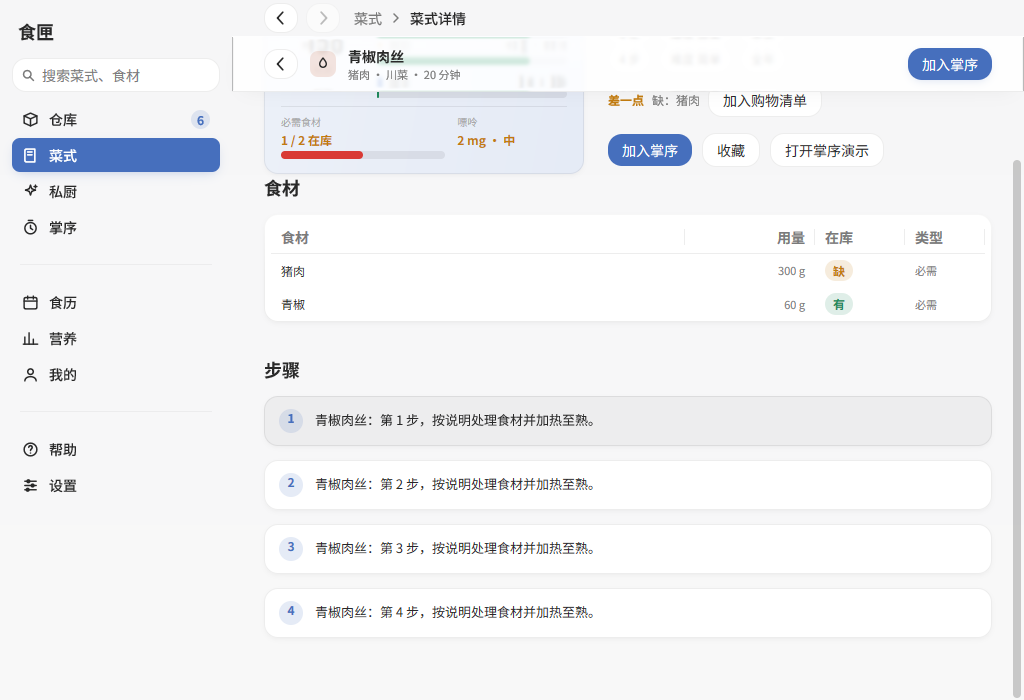 食匣
搜索菜式、食材
仓库 6
菜式
私厨
掌序
食历
营养
我的
帮助
设置
菜式 > 菜式详情
青椒肉丝
猪肉 · 川菜 · 20 分钟
加入掌序
必需食材
1 / 2 在库
嘌呤
2 mg · 中
差一点 缺：猪肉 加入购物清单
加入掌序 收藏 打开掌序演示
食材
食材 用量 在库 类型
猪肉 300 g 缺 必需
青椒 60 g 有 必需
步骤
1 青椒肉丝：第 1 步，按说明处理食材并加热至熟。
2 青椒肉丝：第 2 步，按说明处理食材并加热至熟。
3 青椒肉丝：第 3 步，按说明处理食材并加热至熟。
4 青椒肉丝：第 4 步，按说明处理食材并加热至熟。